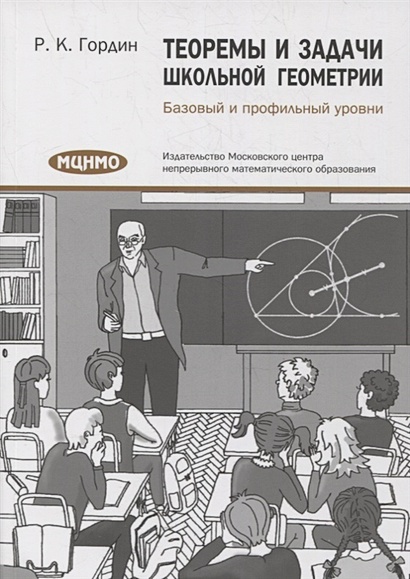 Р. К. Гордин
ТЕОРЕМЫ И ЗАДАЧИ
ШКОЛЬНОЙ ГЕОМЕТРИИ
Базовый и профильный уровни
МЦНМО
Издательство Московского центра
непрерывного математического образования